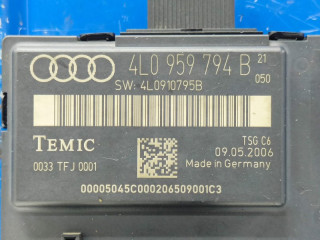 4L0 959 794 B 21
050
SW: 4L0910795B
TEMIC
TSG C6
0033 TFJ 0001
09.05.2006
Made in Germany
00005045C000206509001C3